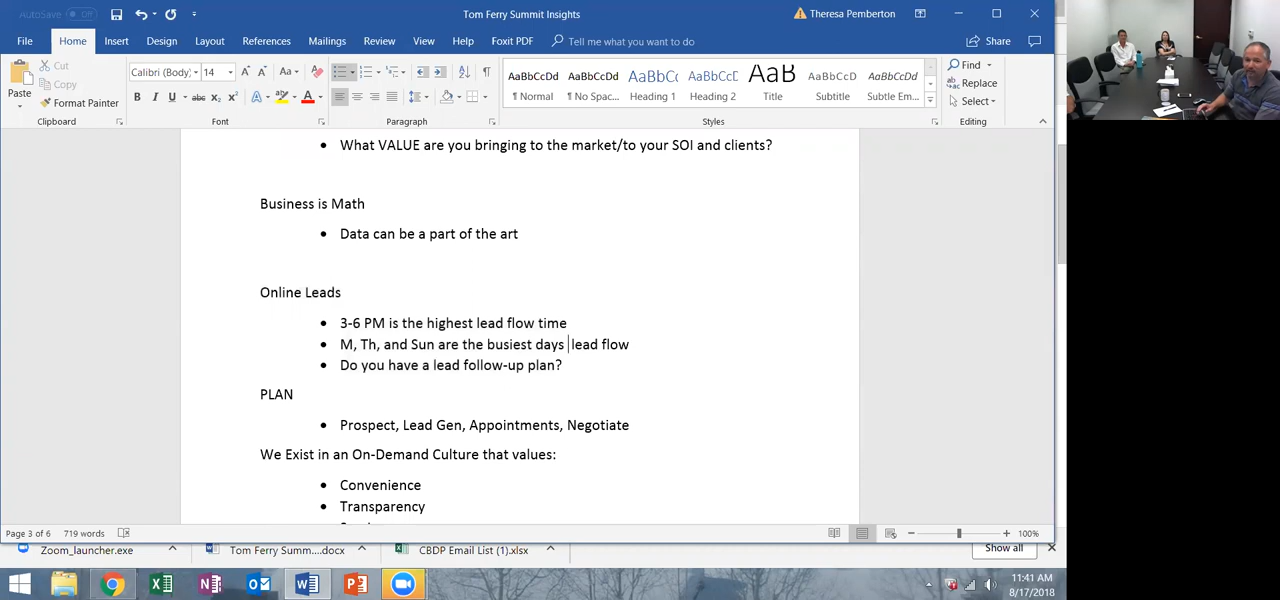 AutoSave Off
Tom Ferry Summit Insights
Theresa Pemberton
File Home Insert Design Layout References Mailings Review View Help Foxit PDF Tell me what you want to do Share
Paste
Cut
Copy
Format Painter
Clipboard
Calibri (Body) 14
Font
Paragraph
AaBbCcDd AaBbCcDd AaBbCc AaBbCcD AaB AaBbCcDd AaBbCcDd
¶ Normal ¶ No Spac... Heading 1 Heading 2 Title Subtitle Subtle Em...
Styles
Find
Replace
Select
Editing
• What VALUE are you bringing to the market/to your SOI and clients?
Business is Math
• Data can be a part of the art
Online Leads
• 3-6 PM is the highest lead flow time
• M, Th, and Sun are the busiest days lead flow
• Do you have a lead follow-up plan?
PLAN
• Prospect, Lead Gen, Appointments, Negotiate
We Exist in an On-Demand Culture that values:
• Convenience
• Transparency
Page 3 of 6 719 words 100%
Zoom_launcher.exe Tom Ferry Summ....docx CBDP Email List (1).xlsx Show all
11:41 AM
8/17/2018